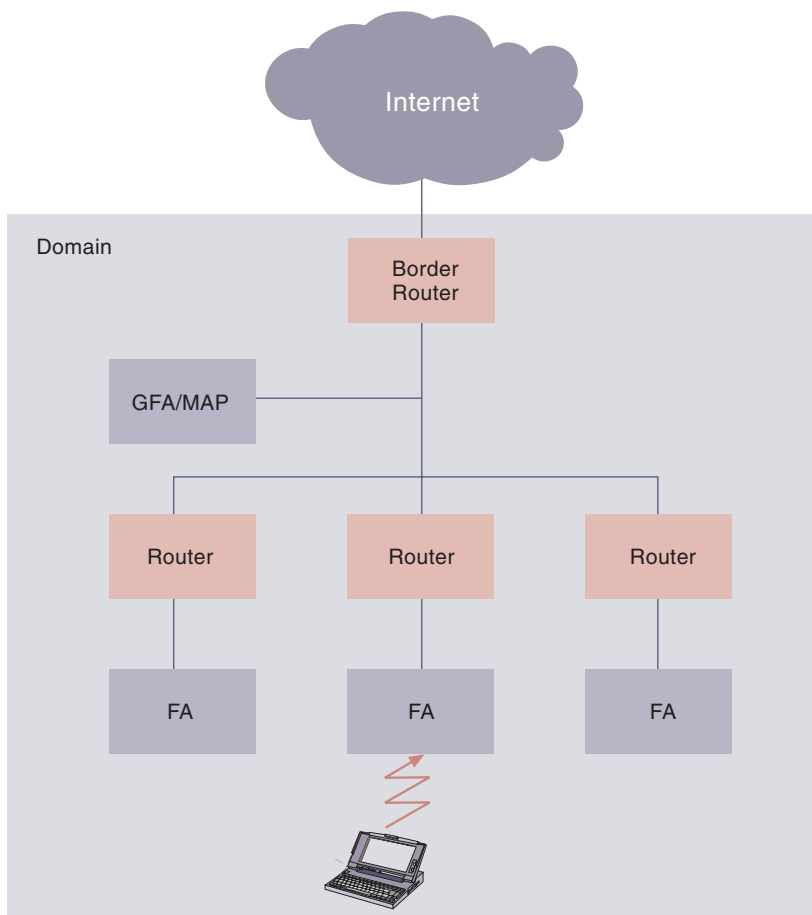 Internet
Domain
Border
Router
GFA/MAP
Router
Router
Router
FA
FA
FA